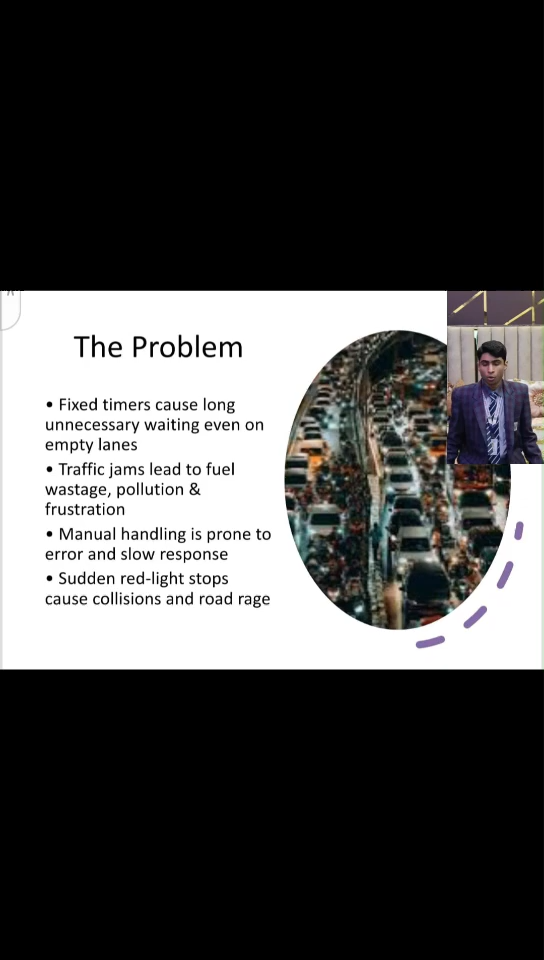 The Problem
• Fixed timers cause long
unnecessary waiting even on
empty lanes
• Traffic jams lead to fuel
wastage, pollution &
frustration
• Manual handling is prone to
error and slow response
• Sudden red-light stops
cause collisions and road rage